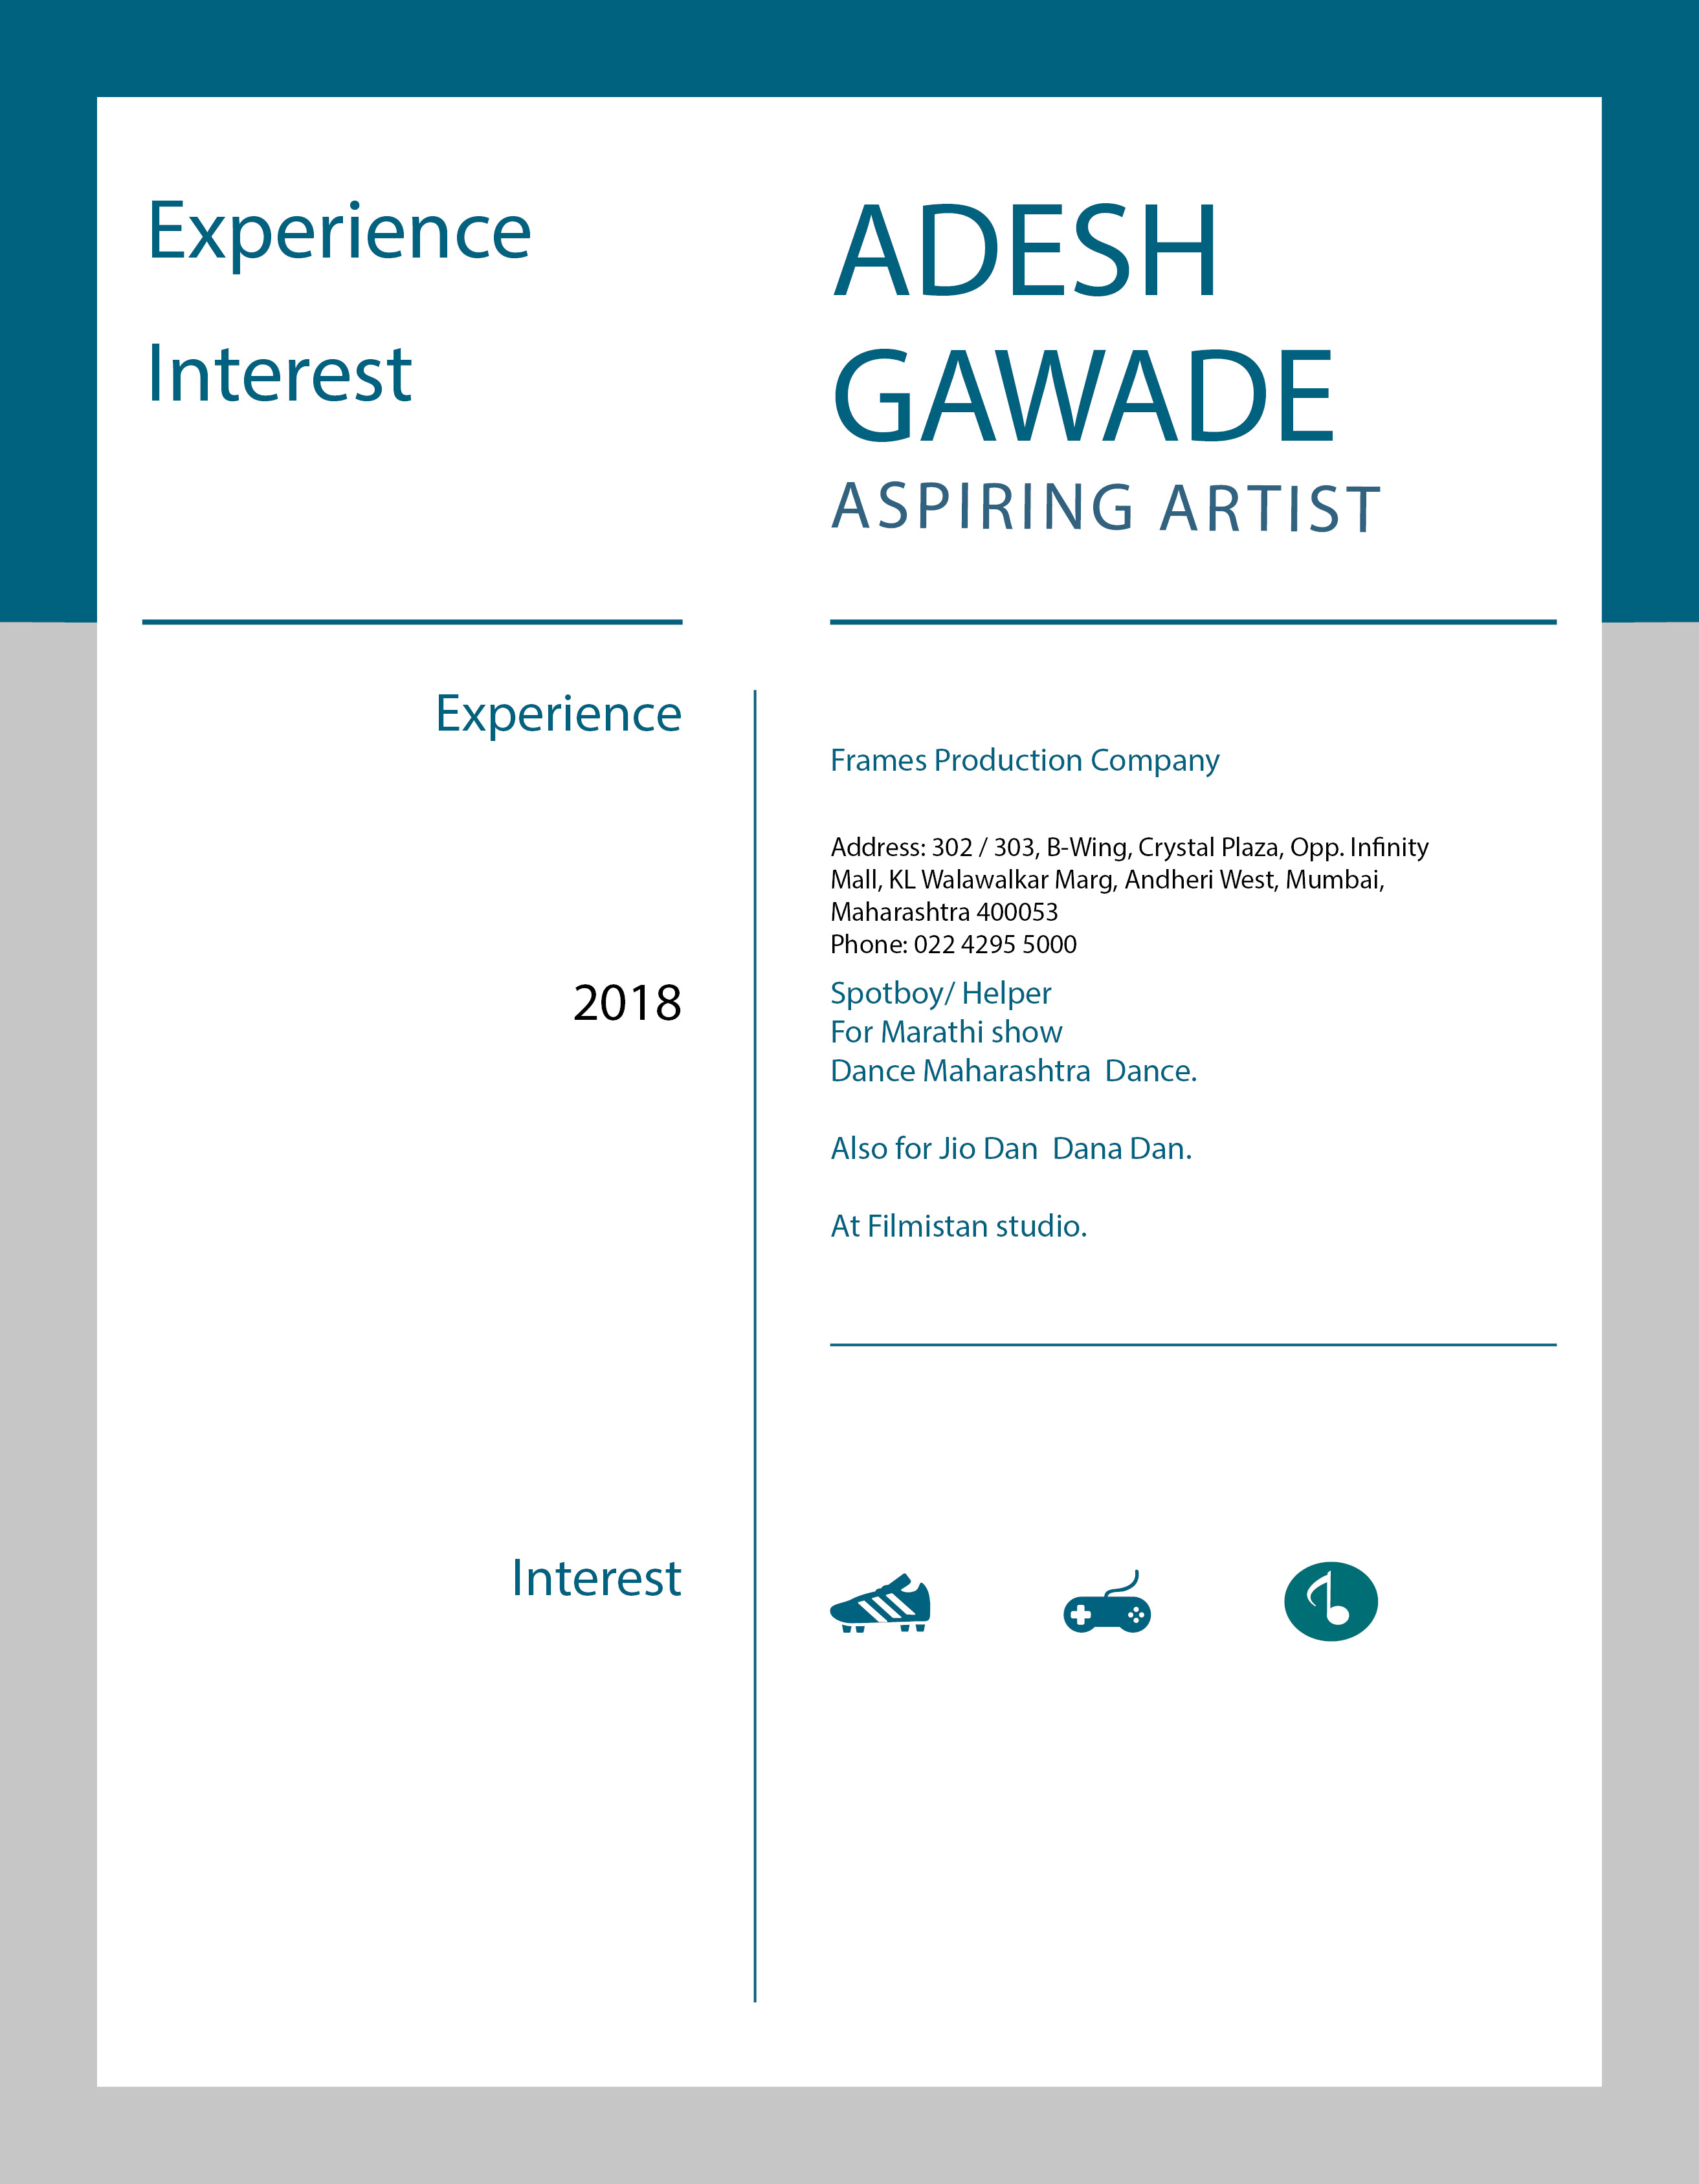 Experience
Interest
ADESH
GAWADE
ASPIRING ARTIST
Experience
Frames Production Company
Address: 302 / 303, B-Wing, Crystal Plaza, Opp. Infinity
Mall, KL Walawalkar Marg, Andheri West, Mumbai,
Maharashtra 400053
Phone: 022 4295 5000
2018
Spotboy/ Helper
For Marathi show
Dance Maharashtra  Dance.
Also for Jio Dan  Dana Dan.
At Filmistan studio.
Interest